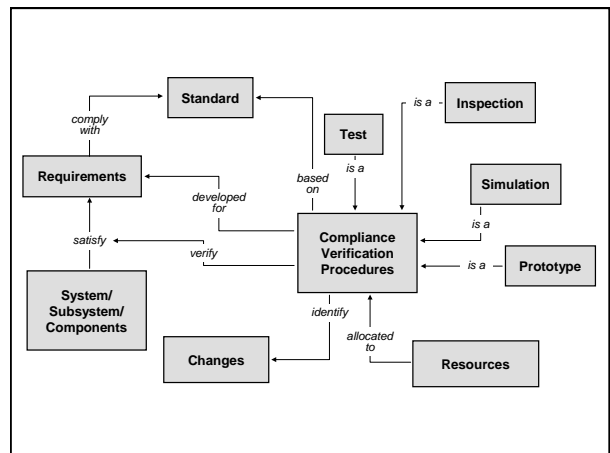 Standard
Inspection
is a
comply
with
Test
is a
Requirements
based
on
Simulation
developed
for
is a
Compliance
Verification
Procedures
satisfy
verify
is a
Prototype
System/
Subsystem/
Components
identify
allocated
to
Changes
Resources